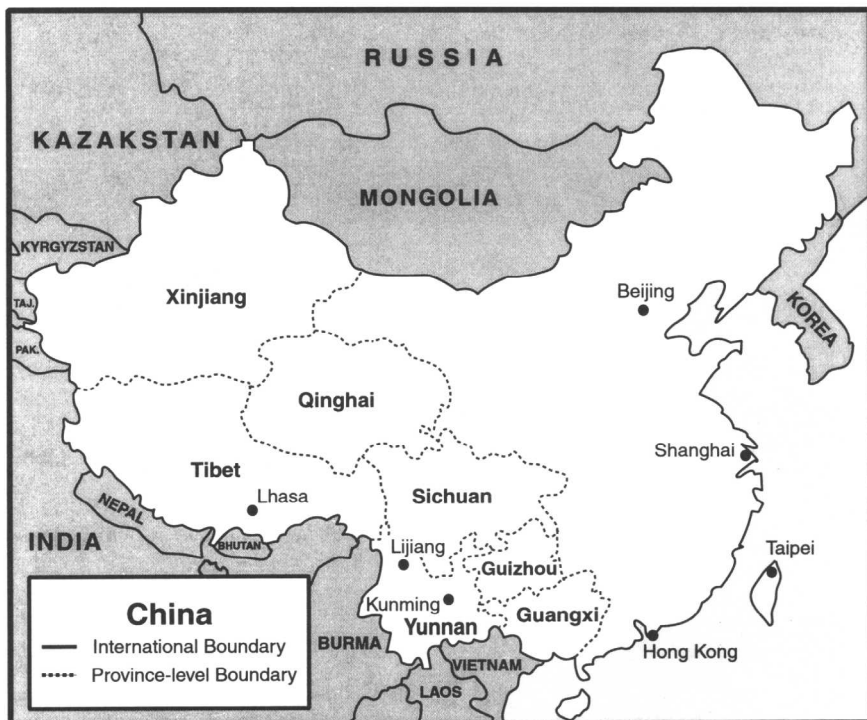 RUSSIA
KAZAKSTAN
MONGOLIA
KYRGYZSTAN
TAJ.
PAK.
Xinjiang
Beijing
KOREA
Qinghai
Shanghai
Tibet
Lhasa
Sichuan
NEPAL
INDIA
BHUTAN
Lijiang
Guizhou
Taipei
Kunming
Guangxi
Yunnan
BURMA
VIETNAM
Hong Kong
LAOS
China
International Boundary
Province-level Boundary